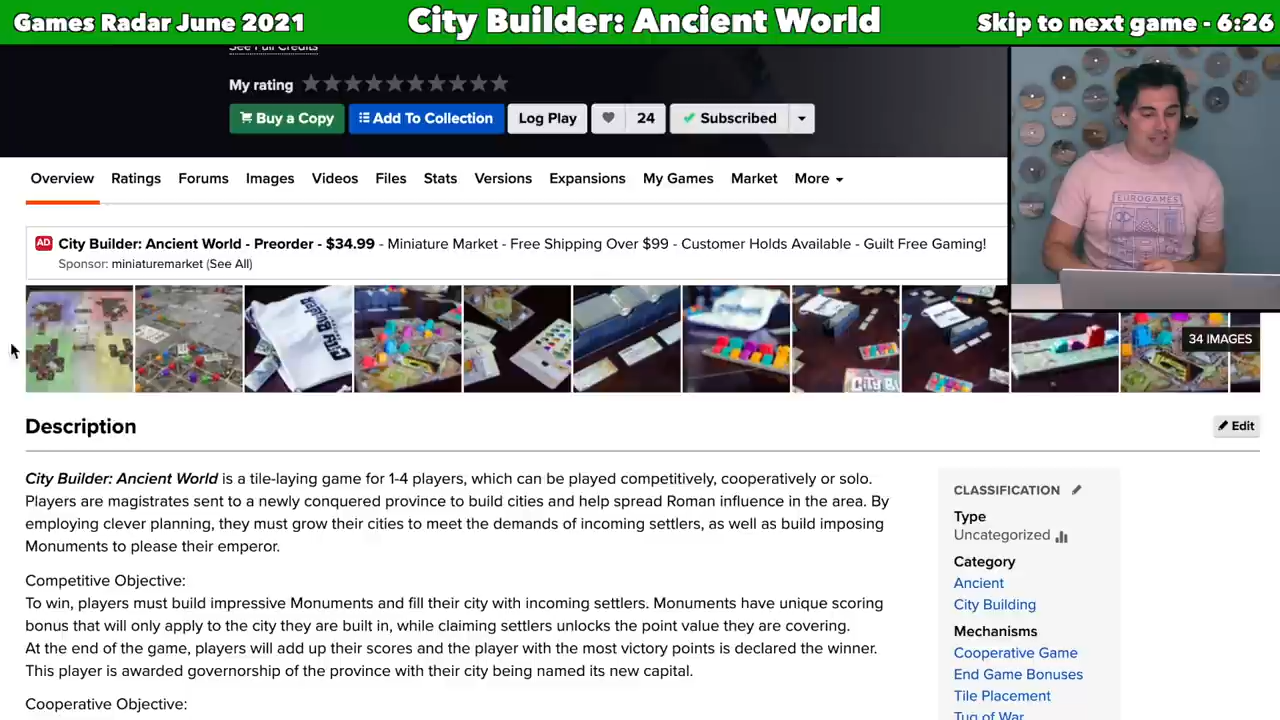 Games Radar June 2021
City Builder: Ancient World
Skip to next game - 6:26
See Full Credits
My rating
Buy a Copy
Add To Collection
Log Play
24
Subscribed
Overview
Ratings
Forums
Images
Videos
Files
Stats
Versions
Expansions
My Games
Market
More
EUROGAMES
AD City Builder: Ancient World - Preorder - $34.99 - Miniature Market - Free Shipping Over $99 - Customer Holds Available - Guilt Free Gaming!
Sponsor: miniaturemarket (See All)
34 IMAGES
Description
Edit
City Builder: Ancient World is a tile-laying game for 1-4 players, which can be played competitively, cooperatively or solo.
Players are magistrates sent to a newly conquered province to build cities and help spread Roman influence in the area. By
employing clever planning, they must grow their cities to meet the demands of incoming settlers, as well as build imposing
Monuments to please their emperor.
Competitive Objective:
To win, players must build impressive Monuments and fill their city with incoming settlers. Monuments have unique scoring
bonus that will only apply to the city they are built in, while claiming settlers unlocks the point value they are covering.
At the end of the game, players will add up their scores and the player with the most victory points is declared the winner.
This player is awarded governorship of the province with their city being named its new capital.
Cooperative Objective:
CLASSIFICATION
Type
Uncategorized
Category
Ancient
City Building
Mechanisms
Cooperative Game
End Game Bonuses
Tile Placement
Tug of War